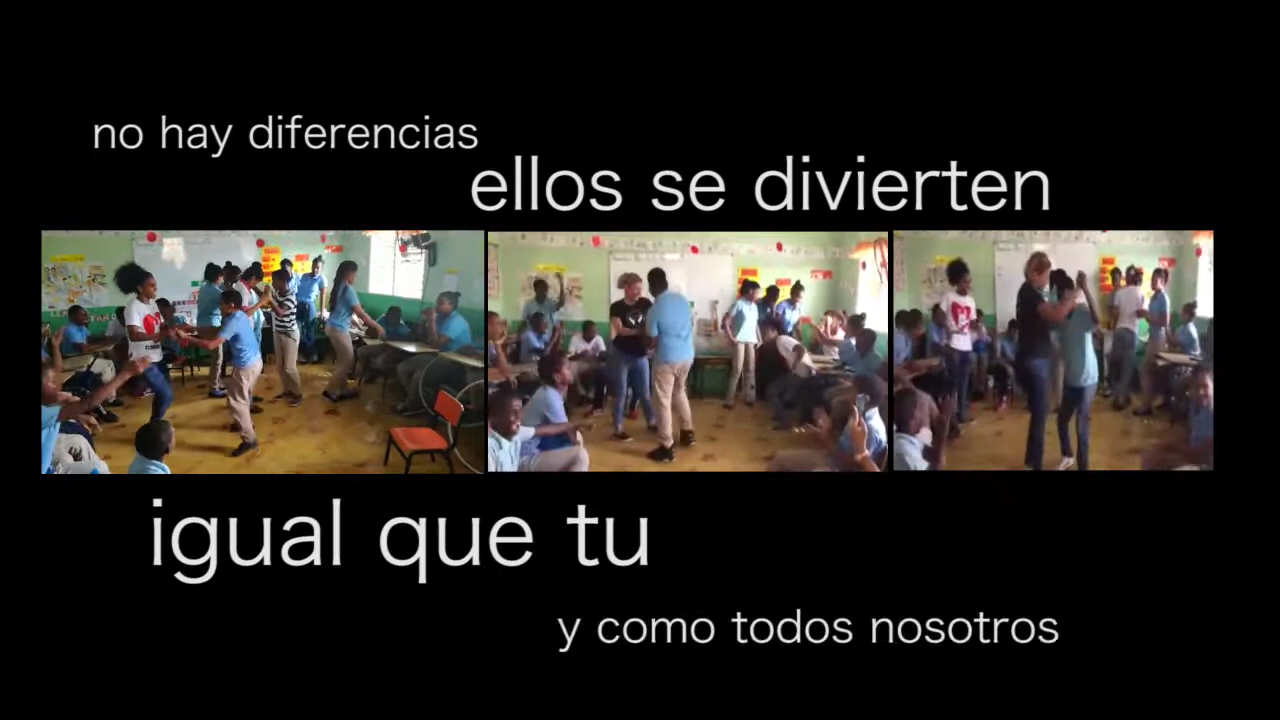 no hay diferencias
ellos se divierten
igual que tu
y como todos nosotros